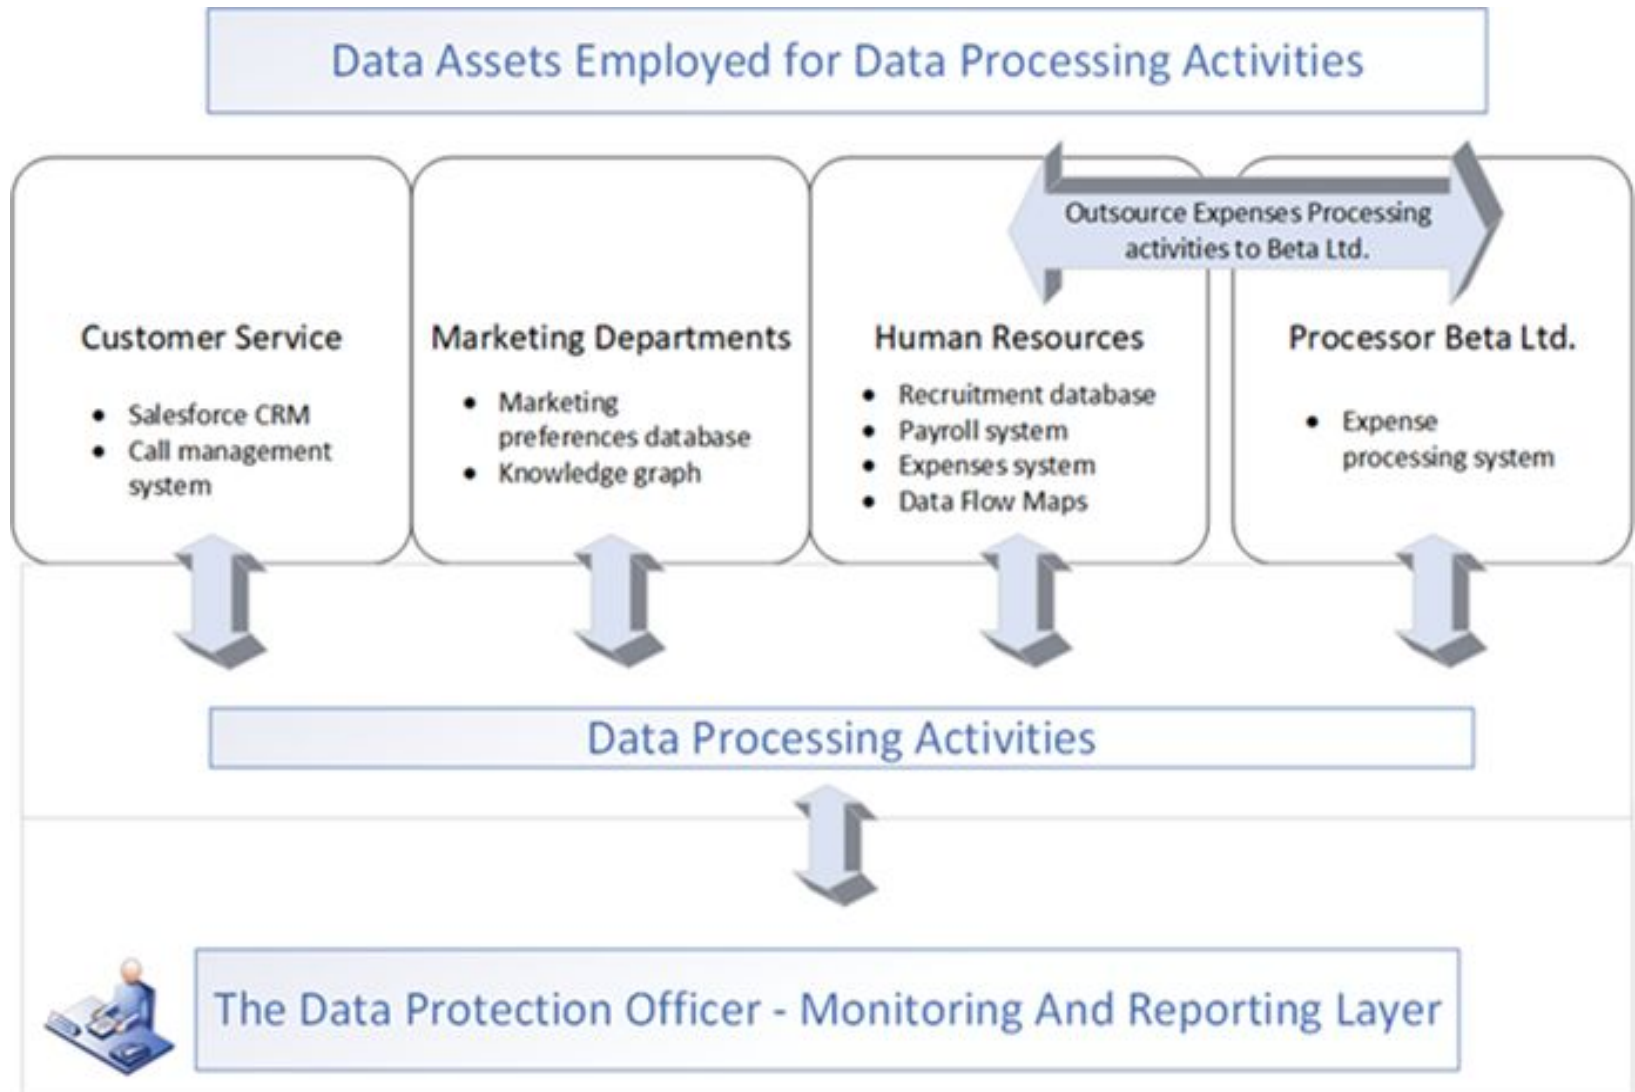 Data Assets Employed for Data Processing Activities
Outsource Expenses Processing
activities to Beta Ltd.
Customer Service
• Salesforce CRM
• Call management
system
Marketing Departments
• Marketing
preferences database
• Knowledge graph
Human Resources
• Recruitment database
• Payroll system
• Expenses system
• Data Flow Maps
Processor Beta Ltd.
• Expense
processing system
Data Processing Activities
The Data Protection Officer - Monitoring And Reporting Layer